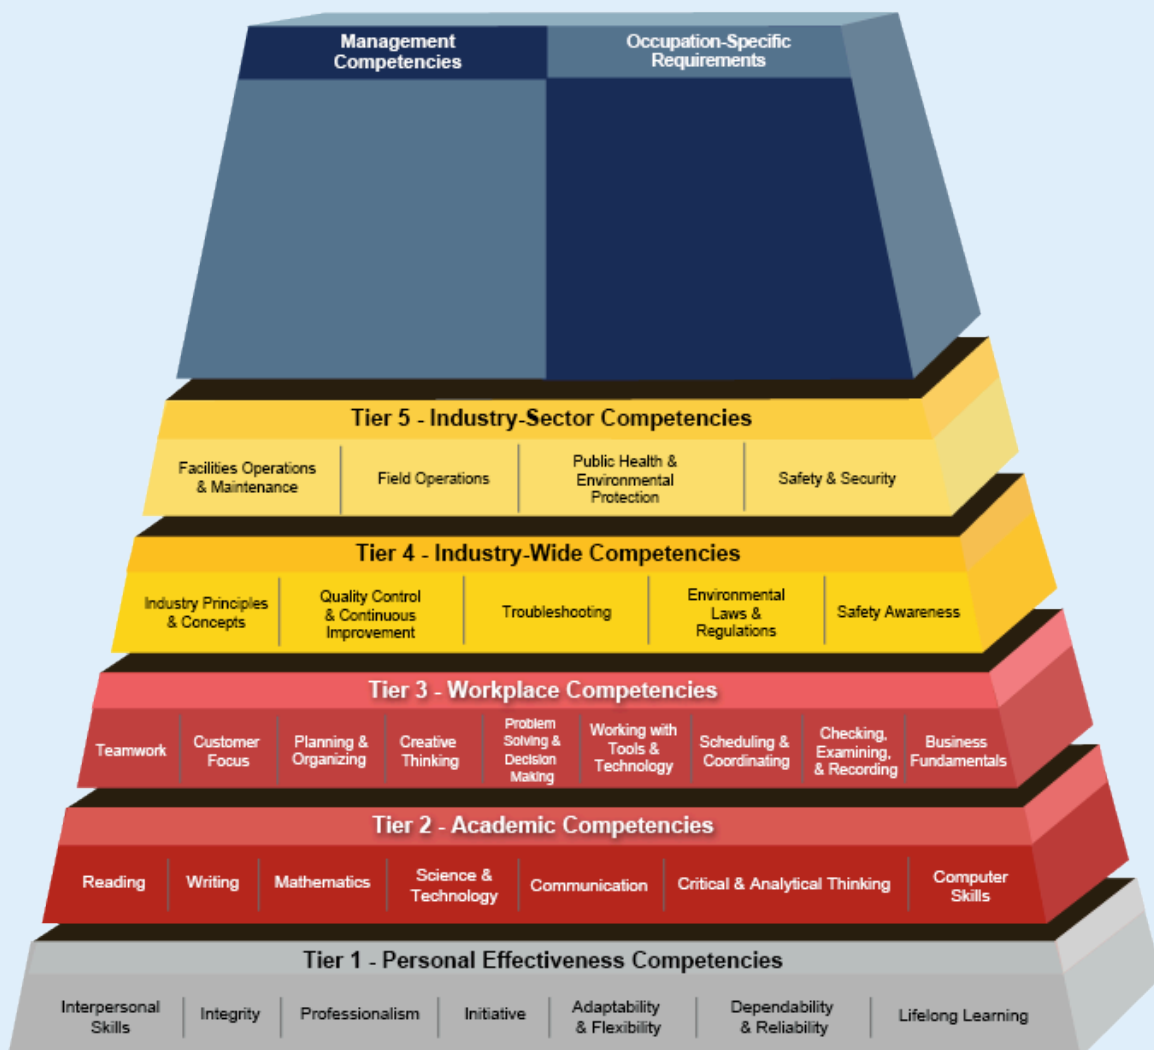 Management
Competencies
Occupation-Specific
Requirements
Tier 5 - Industry-Sector Competencies
Facilities Operations
& Maintenance
Field Operations
Public Health &
Environmental
Protection
Safety & Security
Tier 4 - Industry-Wide Competencies
Industry Principles
& Concepts
Quality Control
& Continuous
Improvement
Troubleshooting
Environmental
Laws &
Regulations
Safety Awareness
Tier 3 - Workplace Competencies
Teamwork
Customer
Focus
Planning &
Organizing
Creative
Thinking
Problem
Solving &
Decision
Making
Working with
Tools &
Technology
Scheduling &
Coordinating
Checking,
Examining,
& Recording
Business
Fundamentals
Tier 2 - Academic Competencies
Reading
Writing
Mathematics
Science &
Technology
Communication
Critical & Analytical Thinking
Computer
Skills
Tier 1 - Personal Effectiveness Competencies
Interpersonal
Skills
Integrity
Professionalism
Initiative
Adaptability
& Flexibility
Dependability
& Reliability
Lifelong Learning